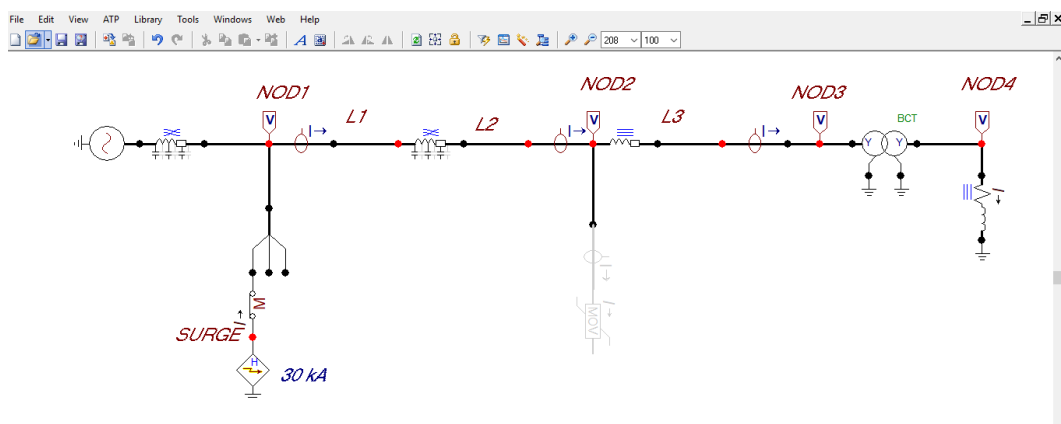 File Edit View ATP Library Tools Windows Web Help
208 100
NOD1
NOD2
NOD3
NOD4
L1
L2
L3
BCT
V
V
V
V
I
I
I
Y Y
I
I
I
M
MOV
I
SURGE
H
30 kA